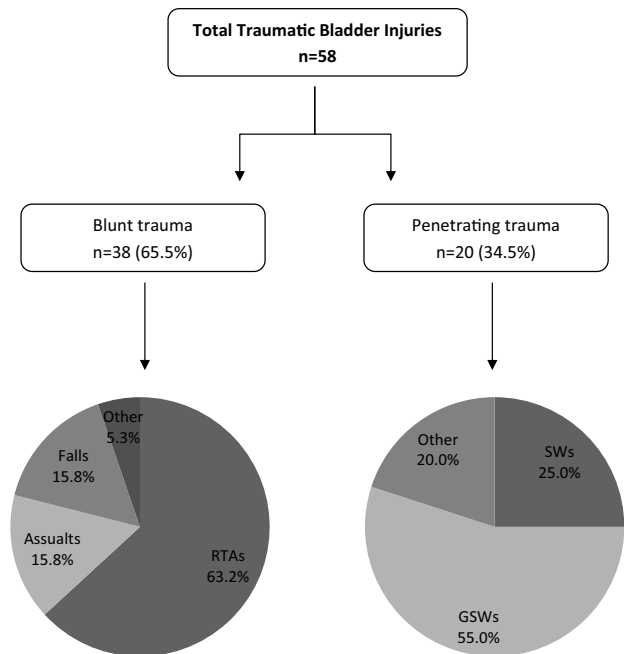 Total Traumatic Bladder Injuries
n=58
Blunt trauma
n=38 (65.5%)
Penetrating trauma
n=20 (34.5%)
Other
5.3%
Falls
15.8%
Assualts
15.8%
RTAs
63.2%
Other
20.0%
SWs
25.0%
GSWs
55.0%